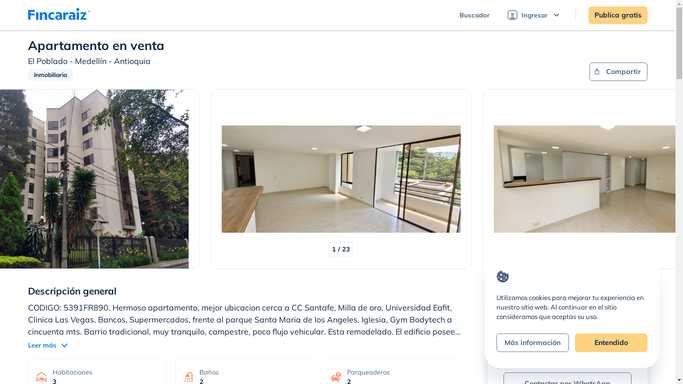 Fincaraiz
Buscador
Ingresar
Publica gratis
Apartamento en venta
El Poblado - Medellín - Antioquia
Inmobiliaria
Compartir
1 / 23
Descripción general
CODIGO: 5391FR890, Hermoso apartamento, mejor ubicacion cerca a CC Santafe, Milla de oro, Universidad Eafit,
Clinica Las Vegas, Bancos, Supermercados, frente al parque Santa Maria de los Angeles, Iglesia, Gym Bodytech a
cincuenta mts. Barrio tradicional, muy tranquilo, campestre, poco flujo vehicular. Esta remodelado. El edificio posee...
Leer más
Habitaciones
3
Baños
2
Parqueaderos
2
Utilizamos cookies para mejorar tu experiencia en
nuestro sitio web. Al continuar en el sitio
consideramos que aceptas su uso.
Más información
Entendido
Contactar por WhatsApp